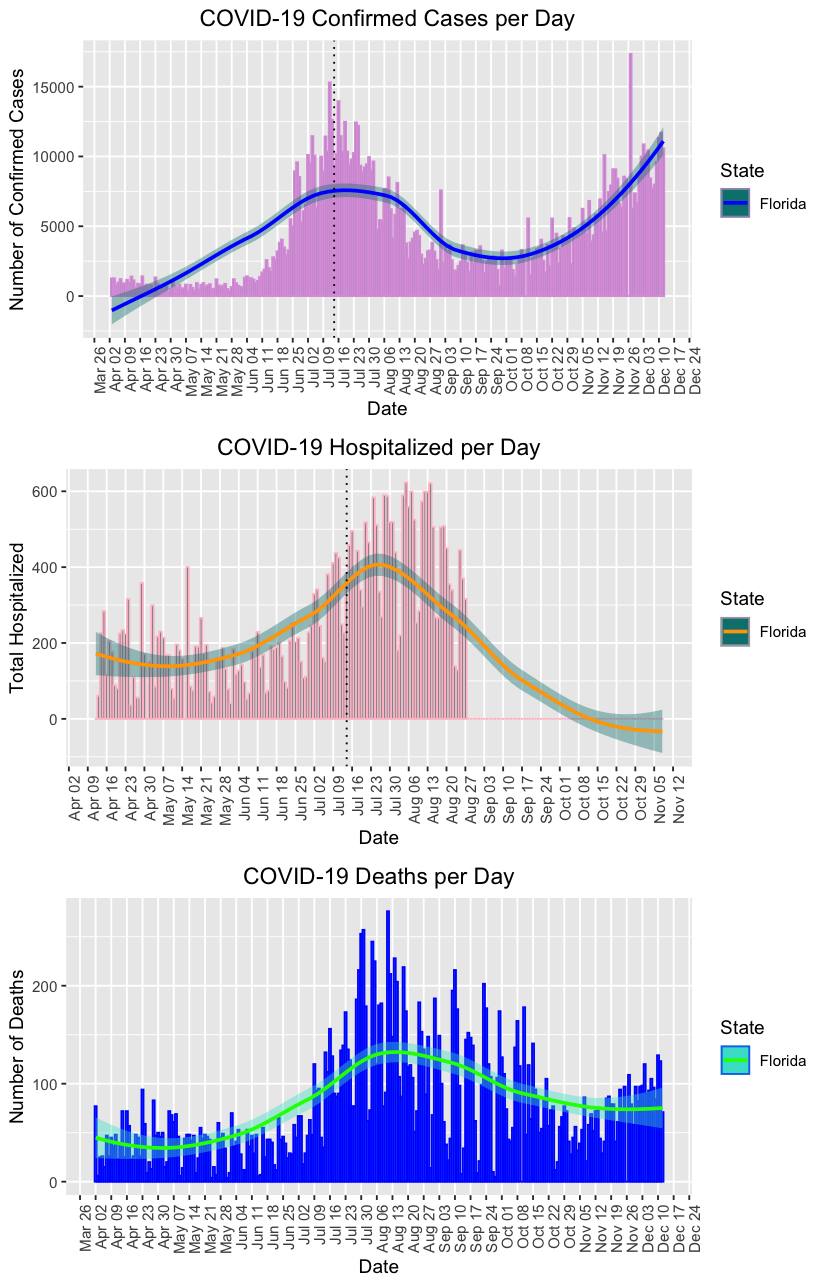 COVID-19 Confirmed Cases per Day
Number of Confirmed Cases
15000
10000
5000
0
Mar 26
Apr 02
Apr 09
Apr 16
Apr 23
Apr 30
May 07
May 14
May 21
May 28
Jun 04
Jun 11
Jun 18
Jun 25
Jul 02
Jul 09
Jul 16
Jul 23
Jul 30
Aug 06
Aug 13
Aug 20
Aug 27
Sep 03
Sep 10
Sep 17
Sep 24
Oct 01
Oct 08
Oct 15
Oct 22
Oct 29
Nov 05
Nov 12
Nov 19
Nov 26
Dec 03
Dec 10
Dec 17
Dec 24
Date
State
Florida
COVID-19 Hospitalized per Day
Total Hospitalized
600
400
200
0
Apr 02
Apr 09
Apr 16
Apr 23
Apr 30
May 07
May 14
May 21
May 28
Jun 04
Jun 11
Jun 18
Jun 25
Jul 02
Jul 09
Jul 16
Jul 23
Jul 30
Aug 06
Aug 13
Aug 20
Aug 27
Sep 03
Sep 10
Sep 17
Sep 24
Oct 01
Oct 08
Oct 15
Oct 22
Oct 29
Nov 05
Nov 12
Date
State
Florida
COVID-19 Deaths per Day
Number of Deaths
200
100
0
Mar 26
Apr 02
Apr 09
Apr 16
Apr 23
Apr 30
May 07
May 14
May 21
May 28
Jun 04
Jun 11
Jun 18
Jun 25
Jul 02
Jul 09
Jul 16
Jul 23
Jul 30
Aug 06
Aug 13
Aug 20
Aug 27
Sep 03
Sep 10
Sep 17
Sep 24
Oct 01
Oct 08
Oct 15
Oct 22
Oct 29
Nov 05
Nov 12
Nov 19
Nov 26
Dec 03
Dec 10
Dec 17
Dec 24
Date
State
Florida